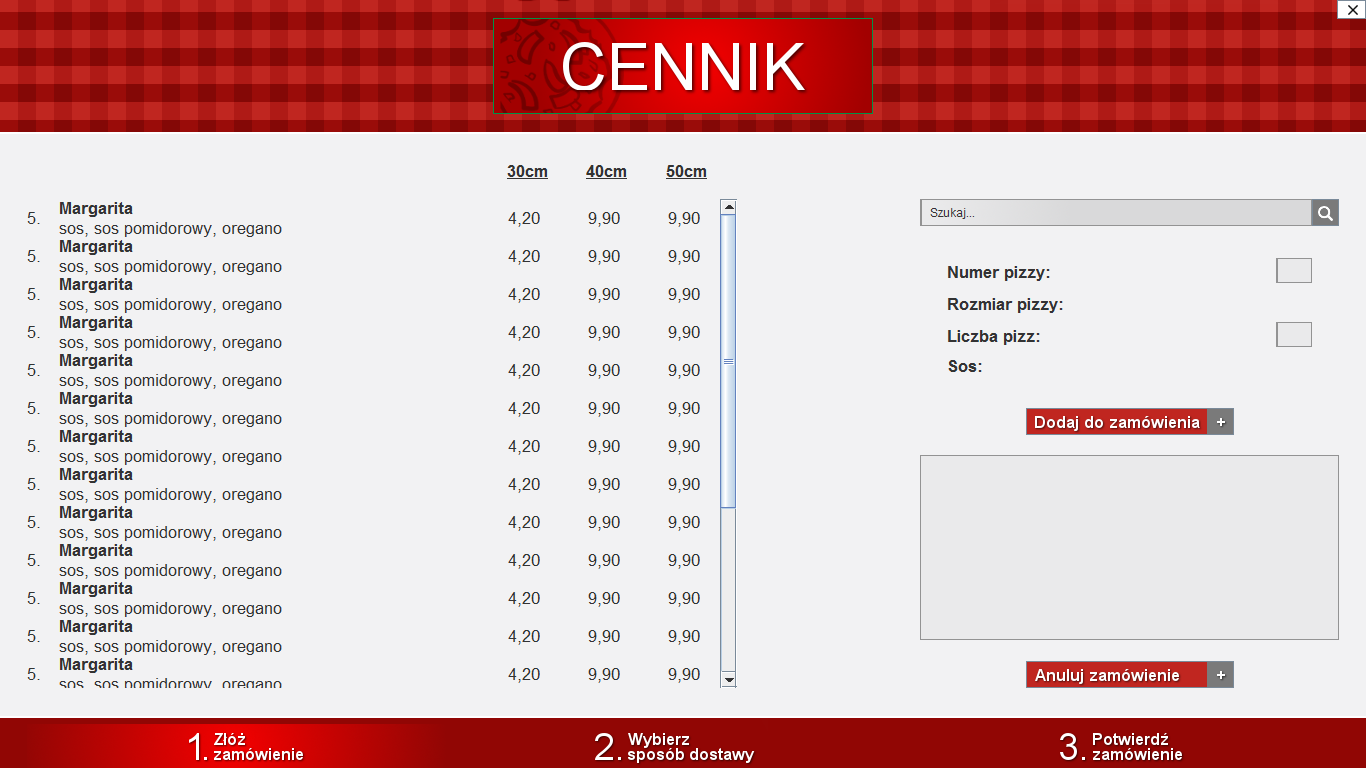 CENNIK
30cm 40cm 50cm
Margarita
5. 4,20 9,90 9,90
sos, sos pomidorowy, oregano
Margarita
5. 4,20 9,90 9,90
sos, sos pomidorowy, oregano
Margarita
5. 4,20 9,90 9,90
sos, sos pomidorowy, oregano
Margarita
5. 4,20 9,90 9,90
sos, sos pomidorowy, oregano
Margarita
5. 4,20 9,90 9,90
sos, sos pomidorowy, oregano
Margarita
5. 4,20 9,90 9,90
sos, sos pomidorowy, oregano
Margarita
5. 4,20 9,90 9,90
sos, sos pomidorowy, oregano
Margarita
5. 4,20 9,90 9,90
sos, sos pomidorowy, oregano
Margarita
5. 4,20 9,90 9,90
sos, sos pomidorowy, oregano
Margarita
5. 4,20 9,90 9,90
sos, sos pomidorowy, oregano
Margarita
5. 4,20 9,90 9,90
sos, sos pomidorowy, oregano
Margarita
5. 4,20 9,90 9,90
sos, sos pomidorowy, oregano
Margarita
5. 4,20 9,90 9,90
sos, sos pomidorowy, oregano
Szukaj...
Numer pizzy:
Rozmiar pizzy:
Liczba pizz:
Sos:
Dodaj do zamówienia +
Anuluj zamówienie +
1. Złóż
zamówienie
2. Wybierz
sposób dostawy
3. Potwierdź
zamówienie